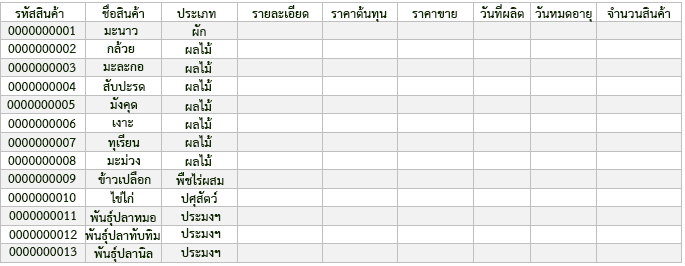 รหัสสินค้า ชื่อสินค้า ประเภท รายละเอียด ราคาต้นทุน ราคาขาย วันที่ผลิต วันหมดอายุ จำนวนสินค้า
0000000001 มะนาว ผัก
0000000002 กล้วย ผลไม้
0000000003 มะละกอ ผลไม้
0000000004 สับปะรด ผลไม้
0000000005 มังคุด ผลไม้
0000000006 เงาะ ผลไม้
0000000007 ทุเรียน ผลไม้
0000000008 มะม่วง ผลไม้
0000000009 ข้าวเปลือก พืชไร่ผสม
0000000010 ไข่ไก่ ปศุสัตว์
0000000011 พันธุ์ปลาหมอ ประมงฯ
0000000012 พันธุ์ปลาทับทิม ประมงฯ
0000000013 พันธุ์ปลานิล ประมงฯ